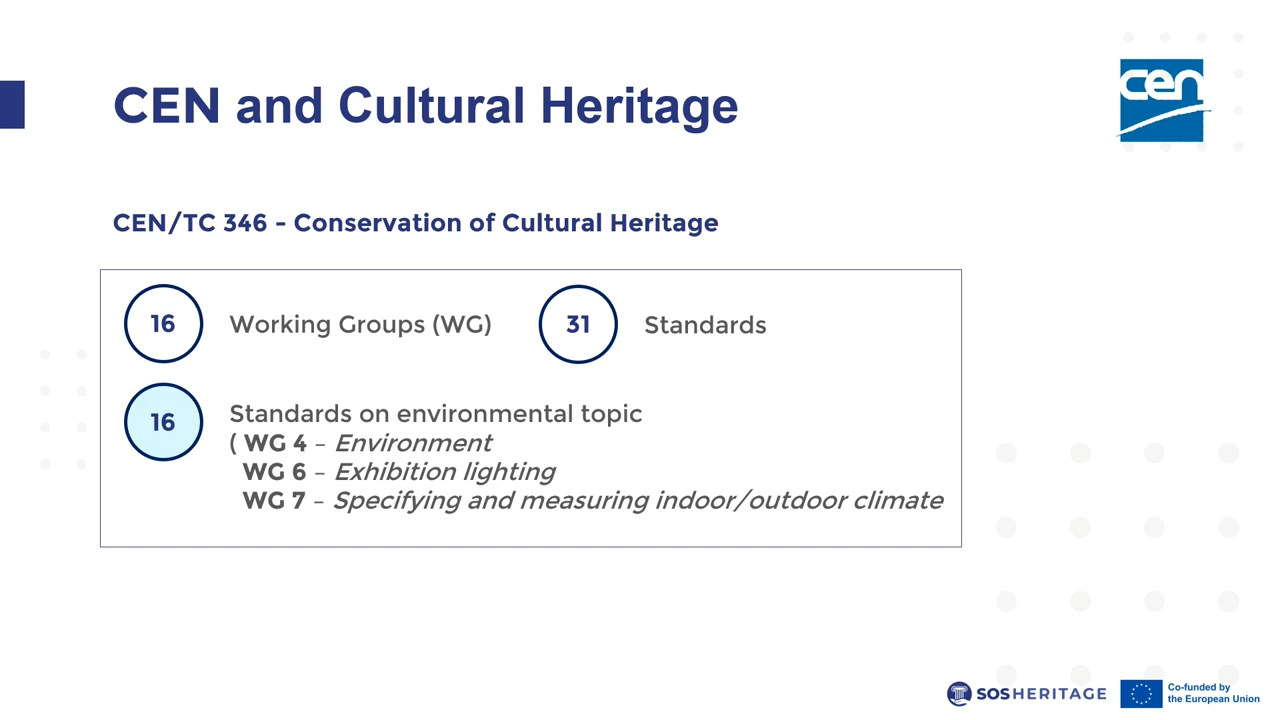 CEN and Cultural Heritage
cen
CEN/TC 346 - Conservation of Cultural Heritage
16 Working Groups (WG) 31 Standards
16 Standards on environmental topic
( WG 4 – Environment
WG 6 – Exhibition lighting
WG 7 – Specifying and measuring indoor/outdoor climate
SOSHERITAGE
Co-funded by
the European Union